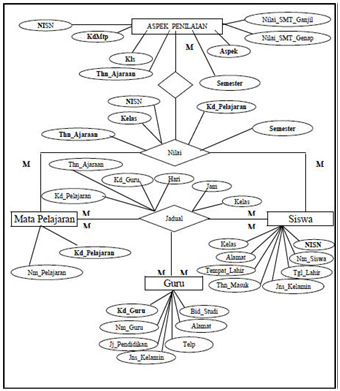 ASPEK PENILAIAN
NISN
KdMtp
Kls
Thn_Ajaraan
M
Nilai_SMT_Ganjil
Nilai_SMT_Genap
Aspek
Semester
NISN
Kelas
Thn_Ajaraan
Kd_Pelajaran
Semester
Nilai
M
M
Thn_Ajaraan
Kd_Guru
Hari
Jam
Kd_Pelajaran
Kelas
Mata Pelajaran
M
M
Jadual
M
M
Siswa
Kd_Pelajaran
Nm_Pelajaran
M
M
Kelas
Alamat
Tempat_Lahir
Thn_Masuk
NISN
Nm_Siswa
Tgl_Lahir
Jns_Kelamin
Guru
Kd_Guru
Nm_Guru
Jj_Pendidikan
Jns_Kelamin
Bid_Studi
Alamat
Telp